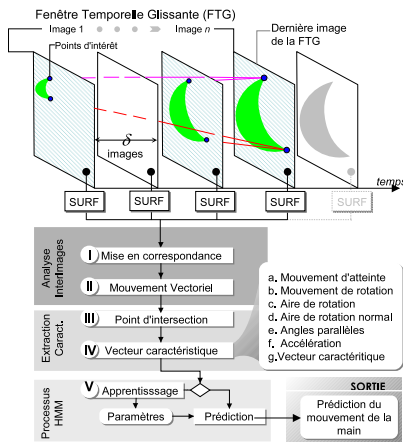 Fenêtre Temporelle Glissante (FTG)
Image 1
Image n
Points d'intérêt
Dernière image
de la FTG
δ
images
temps
SURF SURF SURF SURF SURF
Analyse
InterImages
I Mise en correspondance
II Mouvement Vectoriel
Extraction
Caract.
III Point d'intersection
IV Vecteur caractéristique
a. Mouvement d'atteinte
b. Mouvement de rotation
c. Aire de rotation
d. Aire de rotation normal
e. Angles parallèles
f. Accélération
g. Vecteur caractéritique
Processus
HMM
V Apprentisssage
Paramètres
Prédiction
SORTIE
Prédiction du
mouvement de la
main